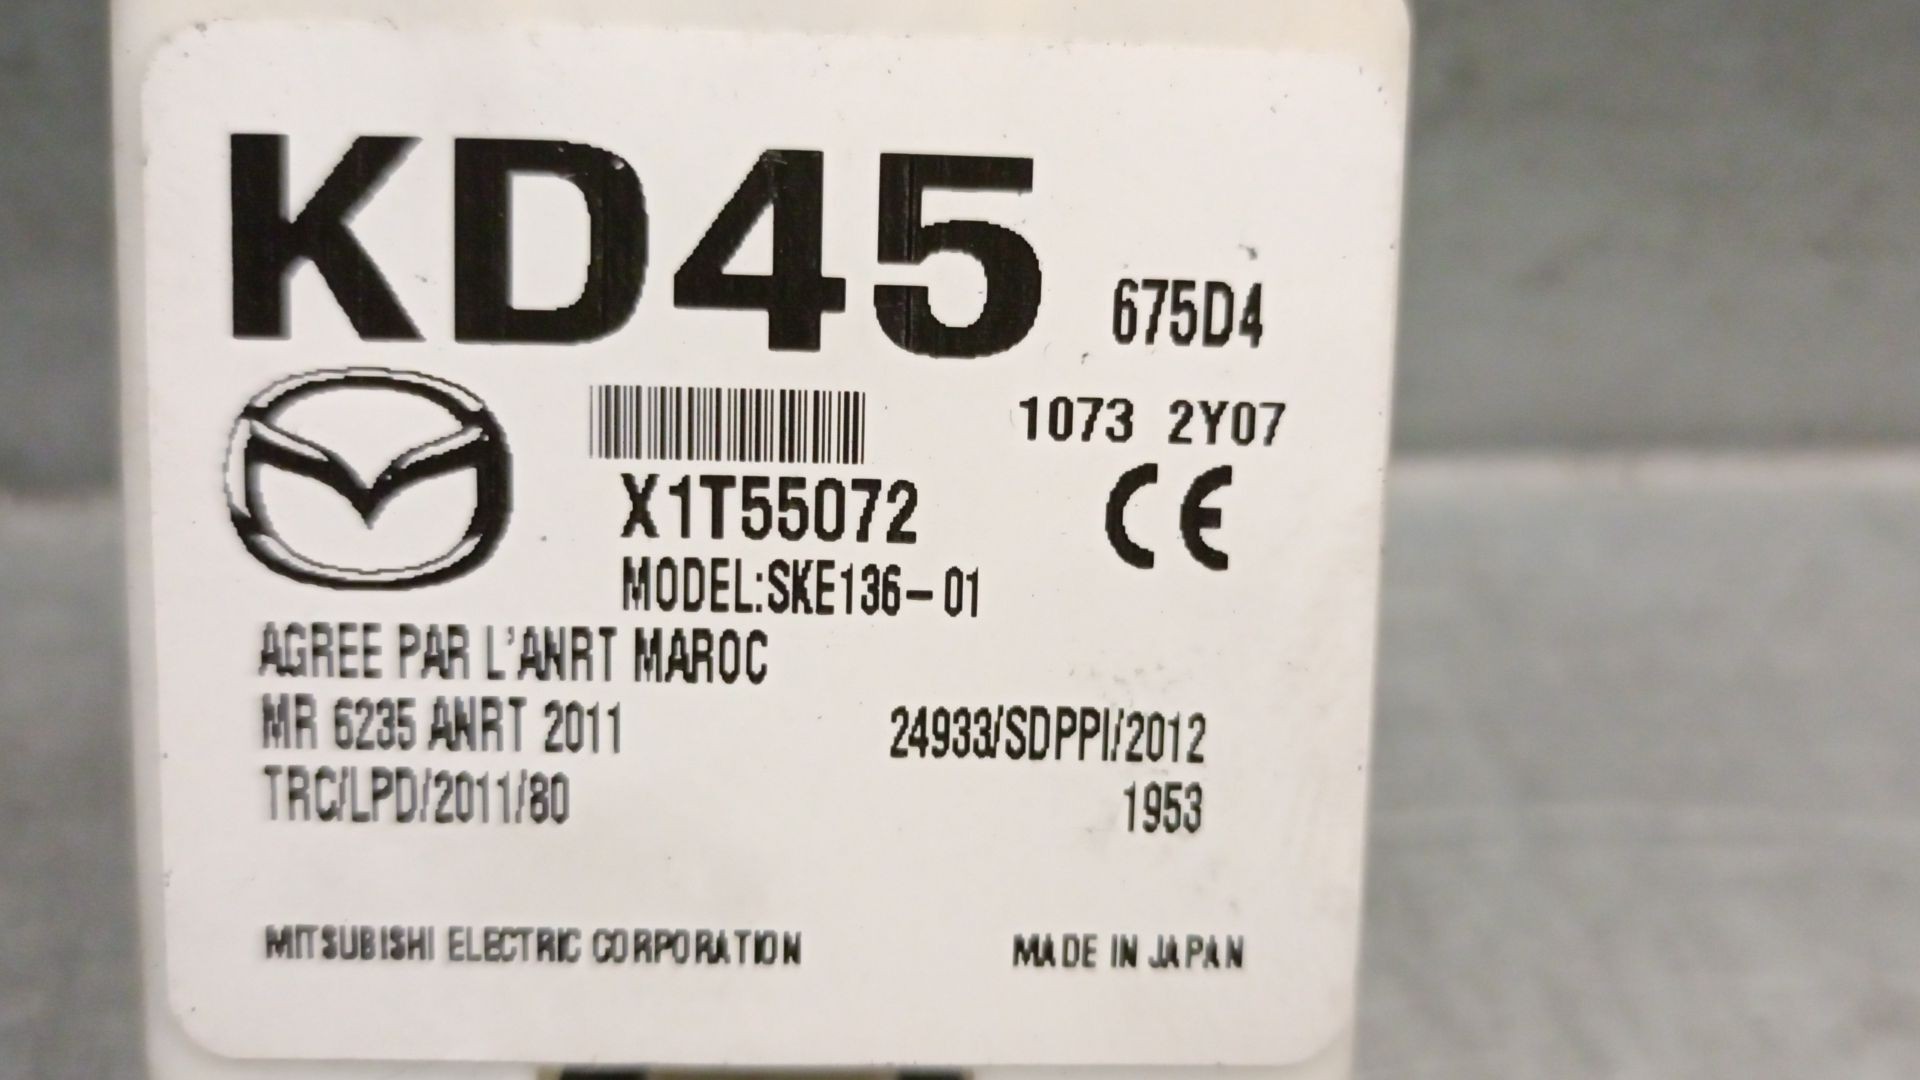 KD45 675D4
1073 2Y07
X1T55072
CE
MODEL:SKE136-01
AGREE PAR L'ANRT MAROC
MR 6235 ANRT 2011
24933/SDPPI/2012
TRC/LPD/2011/80
1953
MITSUBISHI ELECTRIC CORPORATION
MADE IN JAPAN